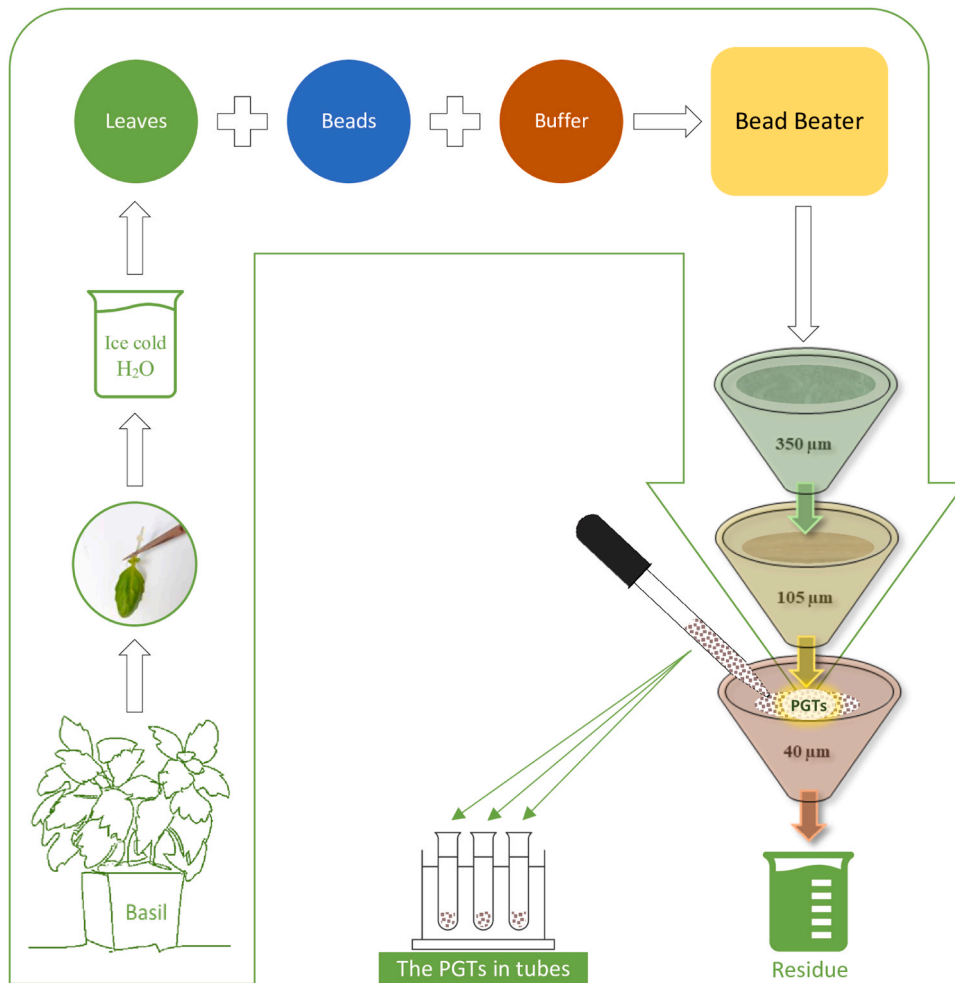 Leaves
Beads
Buffer
Bead Beater
Ice cold
H₂O
350 µm
105 µm
PGTs
40 µm
Basil
The PGTs in tubes
Residue